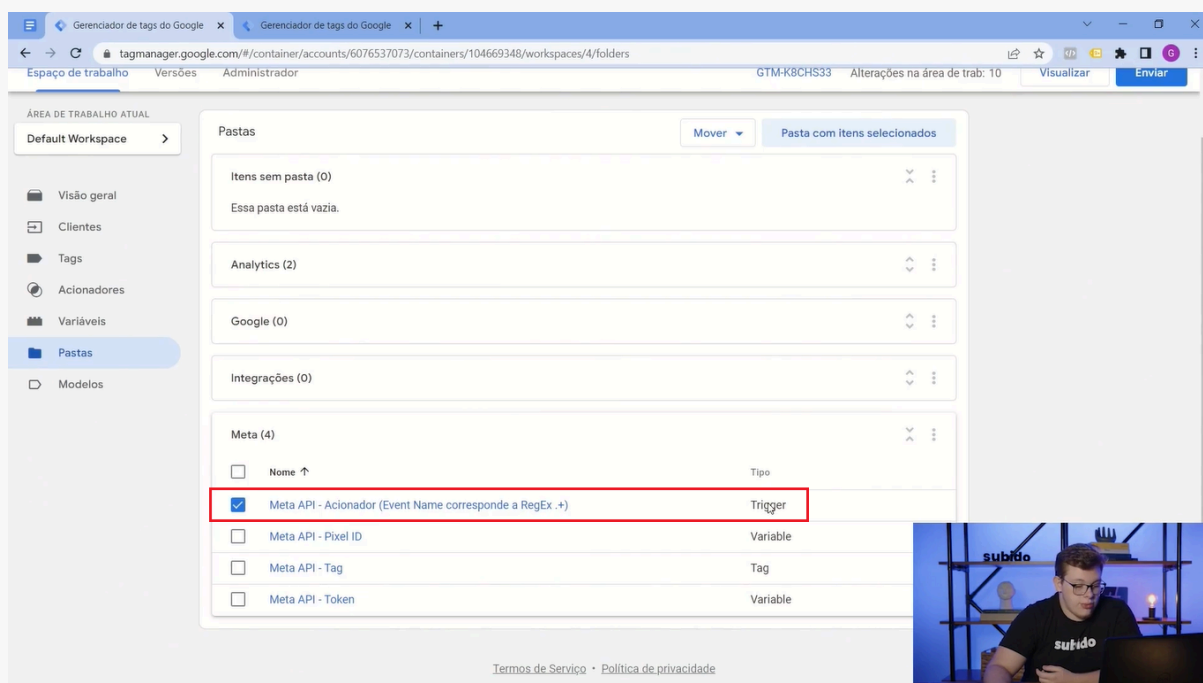 Gerenciador de tags do Google
Gerenciador de tags do Google
tagmanager.google.com/#/container/accounts/6076537073/containers/104669348/workspaces/4/folders
G
Espaço de trabalho Versões Administrador GTM-K8CHS33 Alterações na área de trab: 10 Visualizar Enviar
ÁREA DE TRABALHO ATUAL
Default Workspace
Visão geral
Clientes
Tags
Acionadores
Variáveis
Pastas
Modelos
Pastas Mover Pasta com itens selecionados
Itens sem pasta (0)
Essa pasta está vazia.
Analytics (2)
Google (0)
Integrações (0)
Meta (4)
Nome Tipo
Meta API - Acionador (Event Name corresponde a RegEx .+) Trigger
Meta API - Pixel ID Variable
Meta API - Tag Tag
Meta API - Token Variable
Termos de Serviço · Política de privacidade
subido
subido